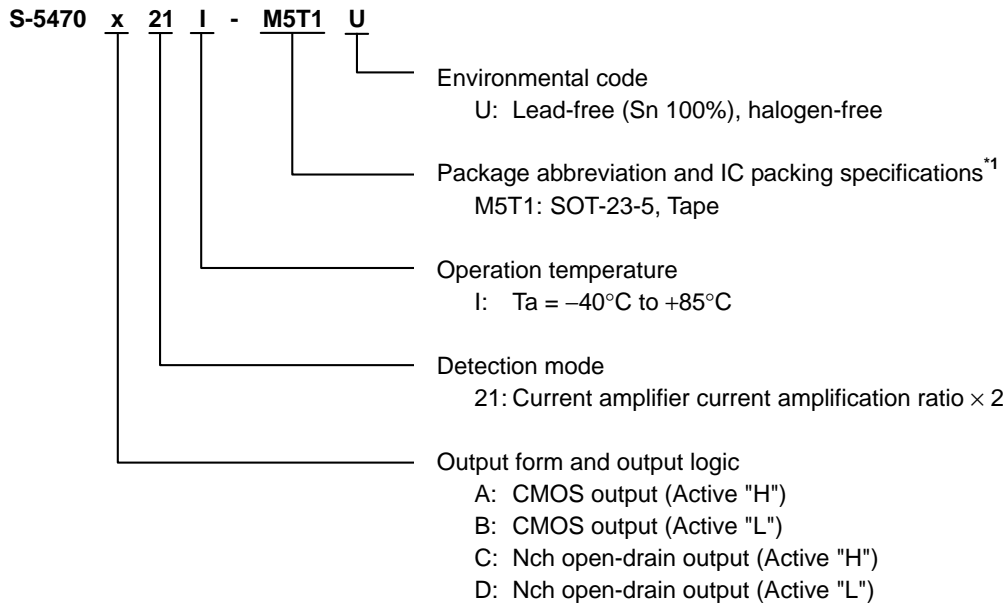 S-5470 x 21 I - M5T1 U
Environmental code
U: Lead-free (Sn 100%), halogen-free
Package abbreviation and IC packing specifications*1
M5T1: SOT-23-5, Tape
Operation temperature
I: Ta = −40°C to +85°C
Detection mode
21: Current amplifier current amplification ratio × 2
Output form and output logic
A: CMOS output (Active "H")
B: CMOS output (Active "L")
C: Nch open-drain output (Active "H")
D: Nch open-drain output (Active "L")